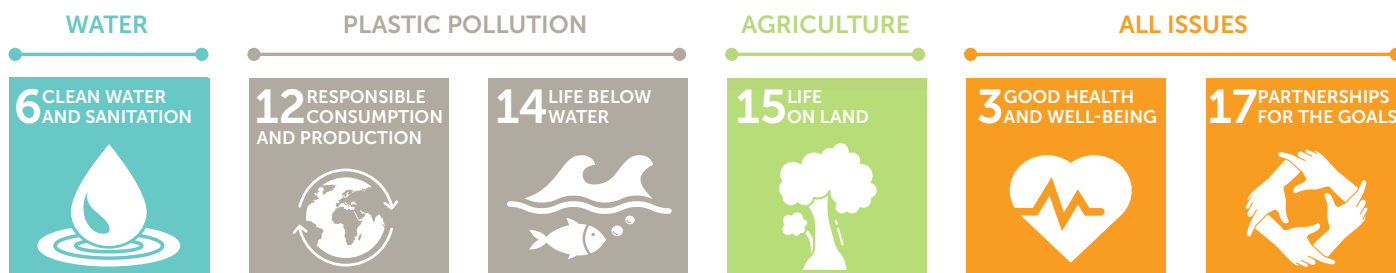 WATER
PLASTIC POLLUTION
AGRICULTURE
ALL ISSUES
6 CLEAN WATER
AND SANITATION
12 RESPONSIBLE
CONSUMPTION
AND PRODUCTION
14 LIFE BELOW
WATER
15 LIFE
ON LAND
3 GOOD HEALTH
AND WELL-BEING
17 PARTNERSHIPS
FOR THE GOALS